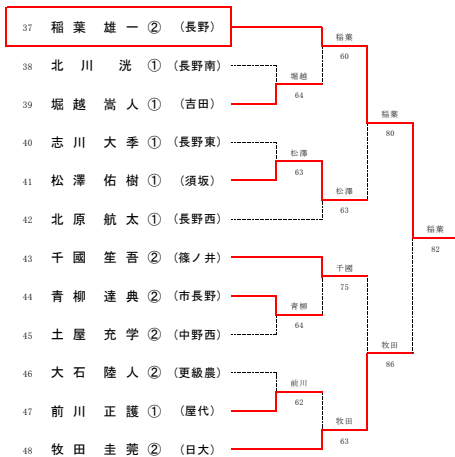 37 稲葉 雄一 ② (長野)
38 北川 洸 ① (長野南)
39 堀越 嵩人 ① (吉田)
40 志川 大季 ① (長野東)
41 松澤 佑樹 ① (須坂)
42 北原 航太 ① (長野西)
43 千國 笙吾 ② (篠ノ井)
44 青柳 達典 ② (市長野)
45 土屋 充学 ② (中野西)
46 大石 陸人 ② (更級農)
47 前川 正護 ① (屋代)
48 牧田 圭莞 ② (日大)
稲葉
60
堀越
64
松澤
63
松澤
63
稲葉
80
千國
75
青柳
64
前川
62
牧田
63
牧田
86
稲葉
82